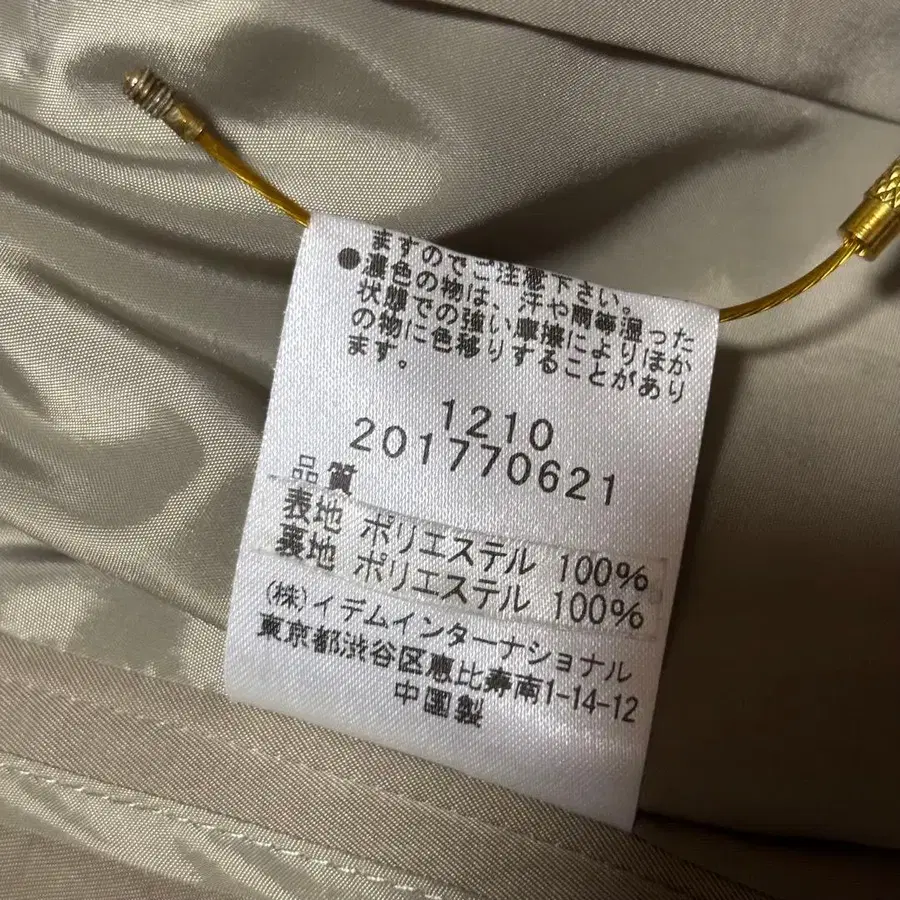 ますのでご注意下さい。
●濃色の物は、汗や雨等湿った
状態での強い摩擦によりほか
の物に色移りすることがあり
ます。
1210
201770621
品質
表地 ポリエステル 100%
裏地 ポリエステル 100%
(株)イデムインターナショナル
東京都渋谷区恵比寿南1-14-12
中国製